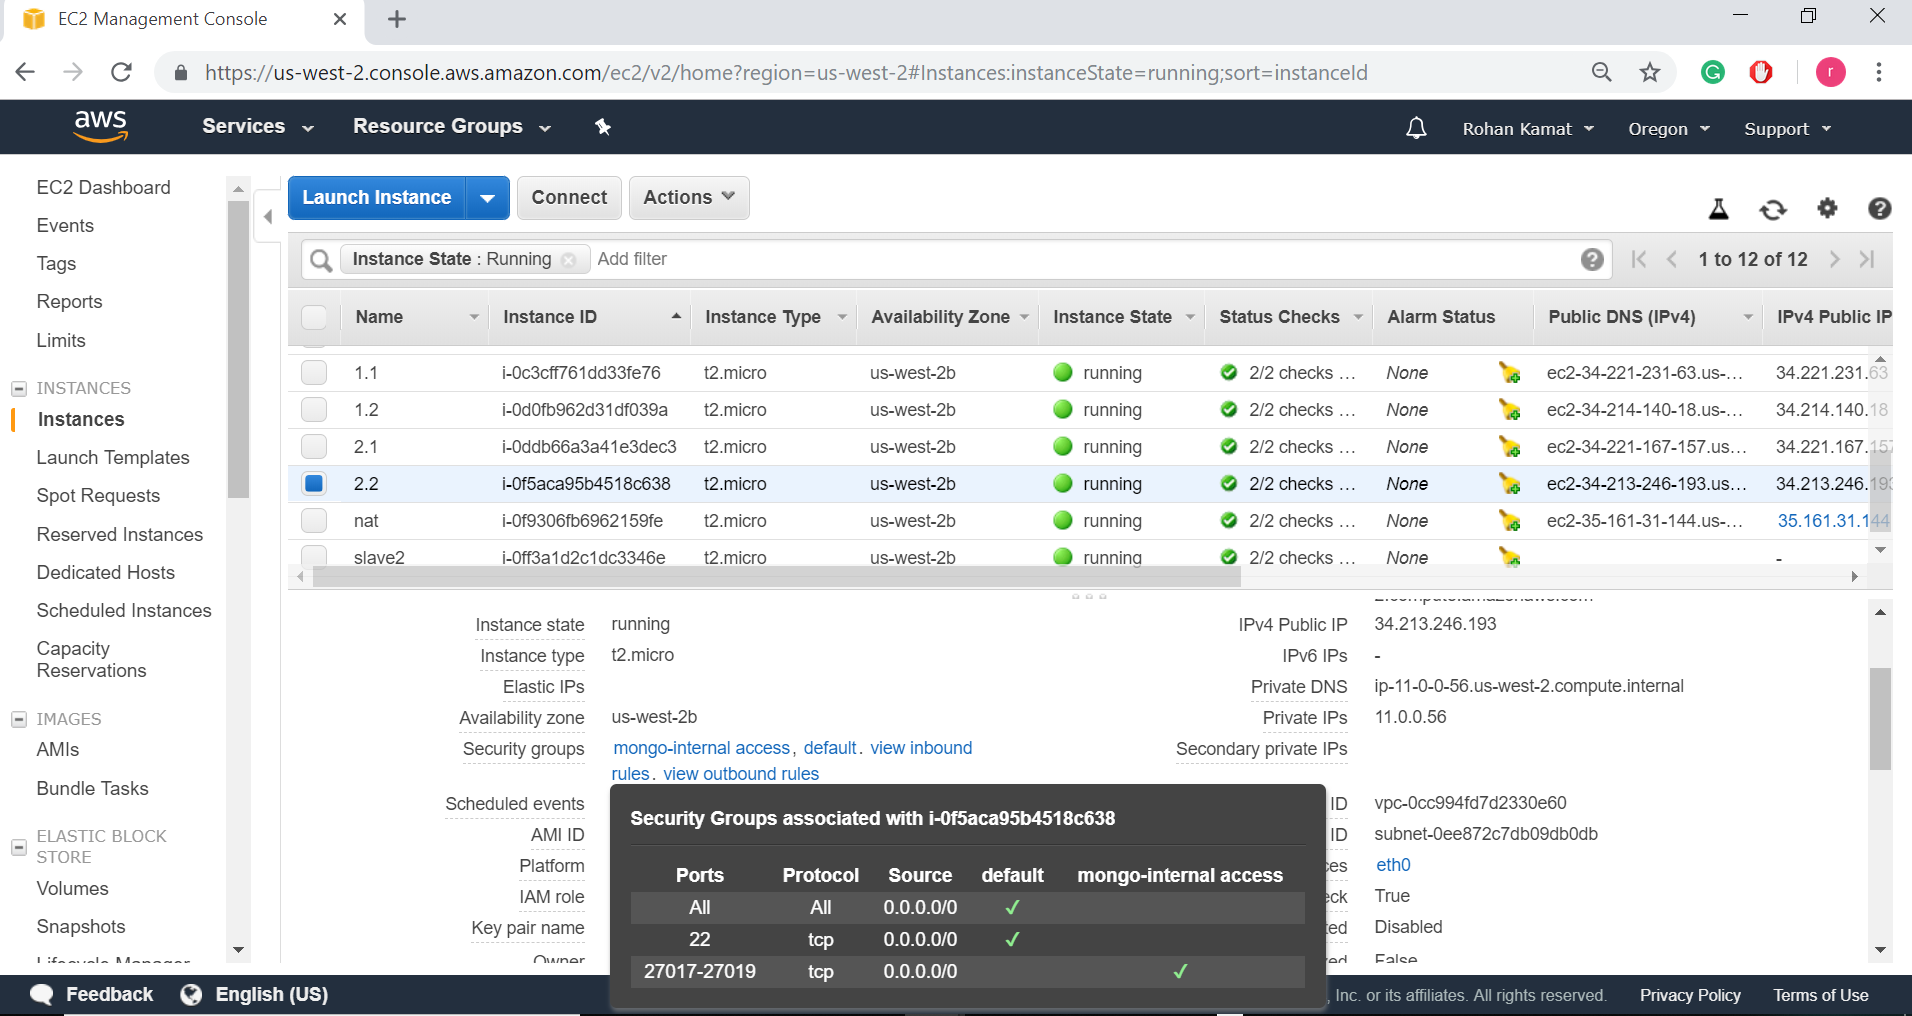 EC2 Management Console
https://us-west-2.console.aws.amazon.com/ec2/v2/home?region=us-west-2#Instances:instanceState=running;sort=instanceId
r
aws Services Resource Groups Rohan Kamat Oregon Support
EC2 Dashboard
Events
Tags
Reports
Limits
INSTANCES
Instances
Launch Templates
Spot Requests
Reserved Instances
Dedicated Hosts
Scheduled Instances
Capacity
Reservations
IMAGES
AMIs
Bundle Tasks
ELASTIC BLOCK
STORE
Volumes
Snapshots
Lifecycle Manager
Launch Instance Connect Actions
Instance State : Running Add filter 1 to 12 of 12
Name Instance ID Instance Type Availability Zone Instance State Status Checks Alarm Status Public DNS (IPv4) IPv4 Public IP
1.1 i-0c3cff761dd33fe76 t2.micro us-west-2b running 2/2 checks ... None ec2-34-221-231-63.us-... 34.221.231.63
1.2 i-0d0fb962d31df039a t2.micro us-west-2b running 2/2 checks ... None ec2-34-214-140-18.us-... 34.214.140.18
2.1 i-0ddb66a3a41e3dec3 t2.micro us-west-2b running 2/2 checks ... None ec2-34-221-167-157.us... 34.221.167.157
2.2 i-0f5aca95b4518c638 t2.micro us-west-2b running 2/2 checks ... None ec2-34-213-246-193.us... 34.213.246.193
nat i-0f9306fb6962159fe t2.micro us-west-2b running 2/2 checks ... None ec2-35-161-31-144.us-... 35.161.31.144
slave2 i-0ff3a1d2c1dc3346e t2.micro us-west-2b running 2/2 checks ... None -
2.compute.amazonaws.com
Instance state running IPv4 Public IP 34.213.246.193
Instance type t2.micro IPv6 IPs -
Elastic IPs Private DNS ip-11-0-0-56.us-west-2.compute.internal
Availability zone us-west-2b Private IPs 11.0.0.56
Security groups mongo-internal access, default. view inbound Secondary private IPs
rules. view outbound rules
Scheduled events ID vpc-0cc994fd7d2330e60
AMI ID ID subnet-0ee872c7db09db0db
Platform ces eth0
IAM role eck True
Key pair name ted Disabled
Owner ed False
Security Groups associated with i-0f5aca95b4518c638
Ports Protocol Source default mongo-internal access
All All 0.0.0.0/0 ✓
22 tcp 0.0.0.0/0 ✓
27017-27019 tcp 0.0.0.0/0 ✓
Feedback English (US) , Inc. or its affiliates. All rights reserved. Privacy Policy Terms of Use